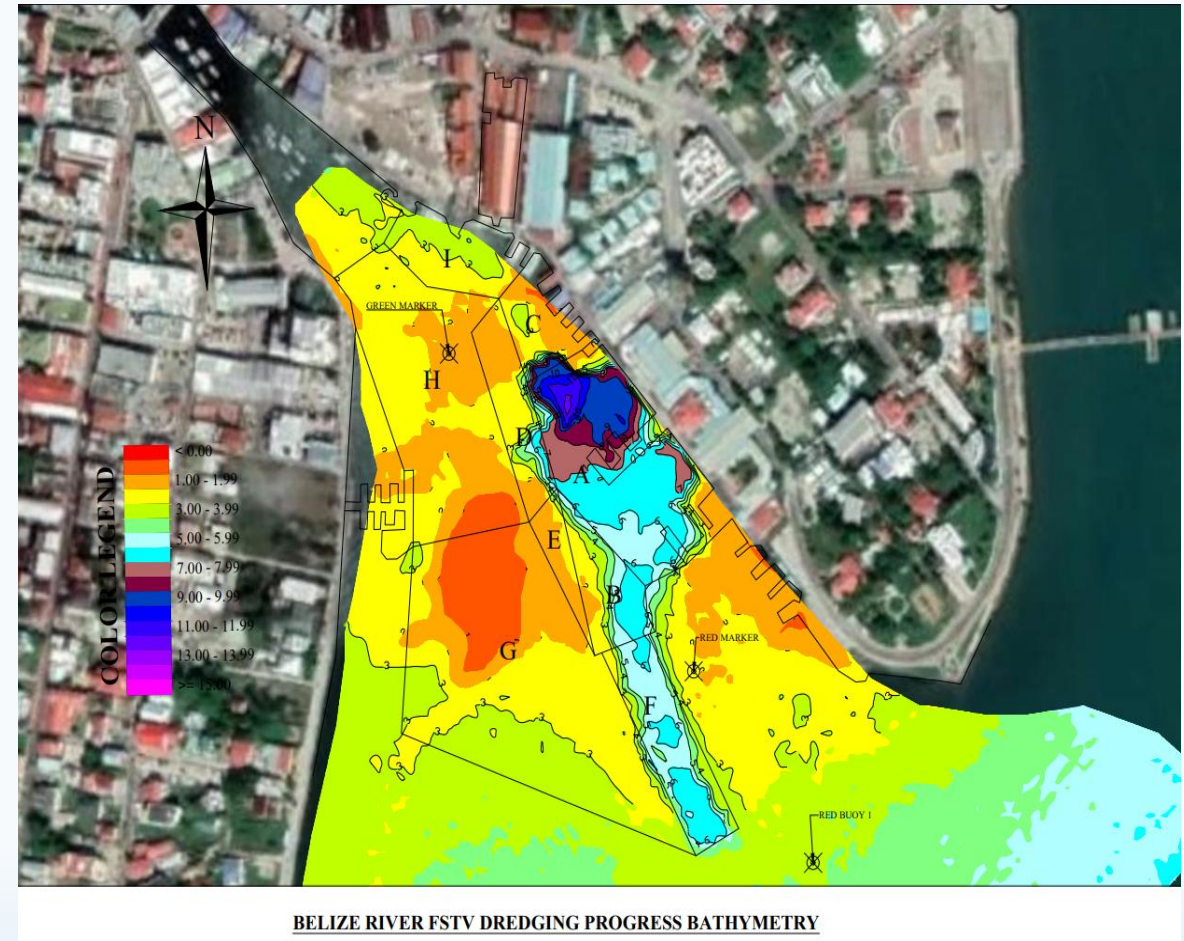 N
I
GREEN MARKER
C
H
D
A
COLOR LEGEND
< 0.00
1.00 - 1.99
3.00 - 3.99
5.00 - 5.99
7.00 - 7.99
9.00 - 9.99
11.00 - 11.99
13.00 - 13.99
>= 15.00
E
B
G
RED MARKER
F
RED BUOY 1
BELIZE RIVER FSTV DREDGING PROGRESS BATHYMETRY